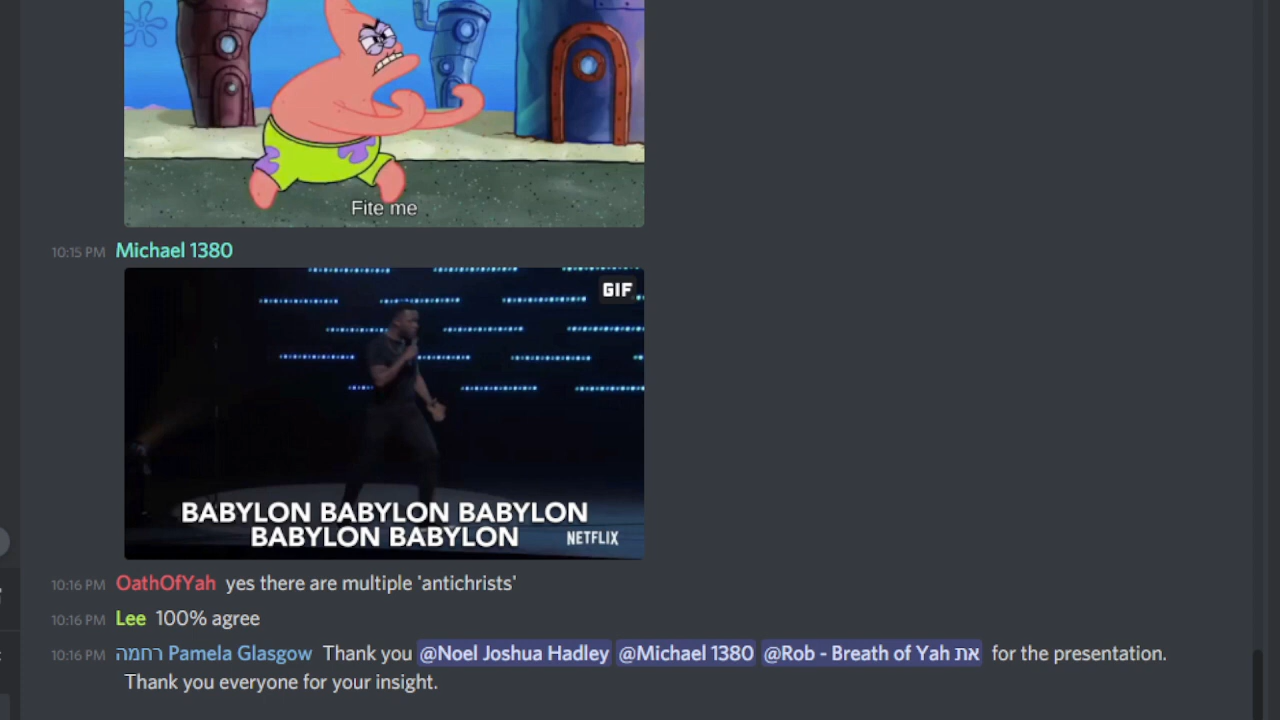 Fite me
10:15 PM Michael 1380
GIF
BABYLON BABYLON BABYLON
BABYLON BABYLON
NETFLIX
10:16 PM OathOfYah yes there are multiple 'antichrists'
10:16 PM Lee 100% agree
10:16 PM רחמה Pamela Glasgow Thank you @Noel Joshua Hadley @Michael 1380 @Rob - Breath of Yah את for the presentation.
Thank you everyone for your insight.